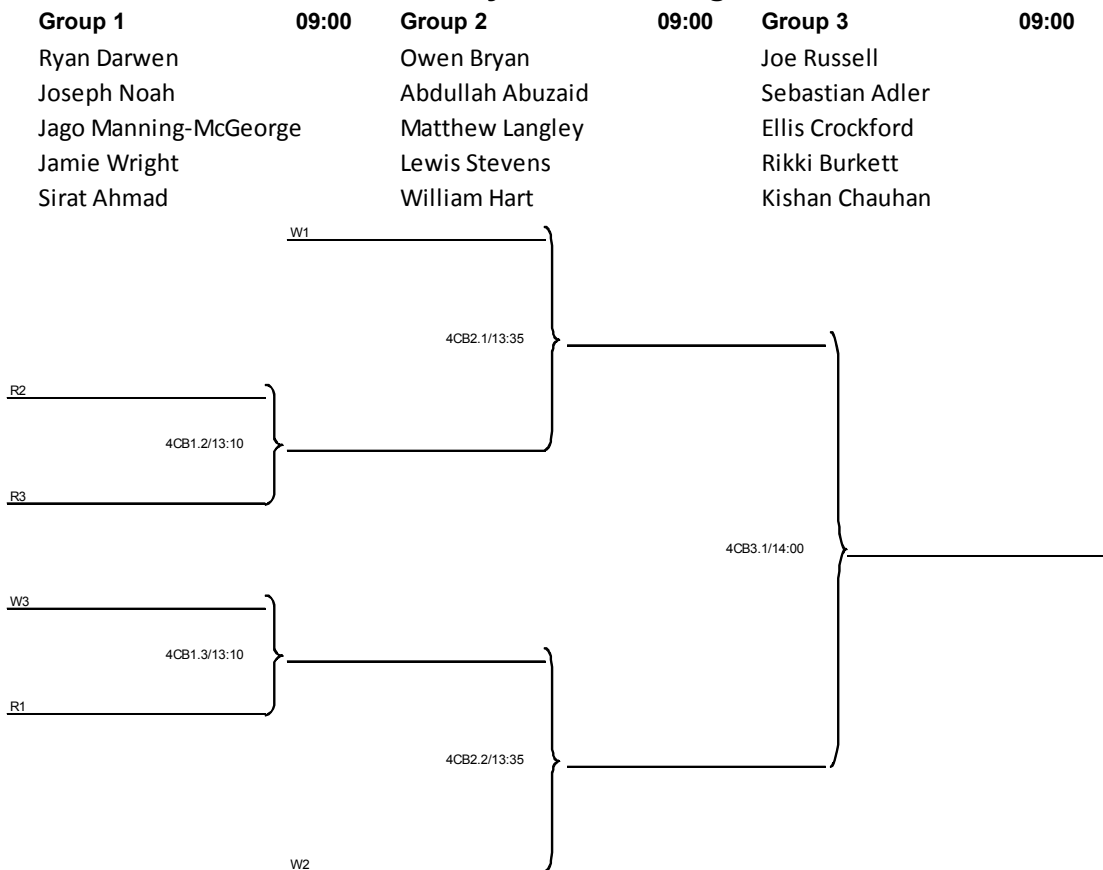 Group 1 09:00 Group 2 09:00 Group 3 09:00
Ryan Darwen Owen Bryan Joe Russell
Joseph Noah Abdullah Abuzaid Sebastian Adler
Jago Manning-McGeorge Matthew Langley Ellis Crockford
Jamie Wright Lewis Stevens Rikki Burkett
Sirat Ahmad William Hart Kishan Chauhan
W1
4CB2.1/13:35
R2
4CB1.2/13:10
R3
4CB3.1/14:00
W3
4CB1.3/13:10
R1
4CB2.2/13:35
W2